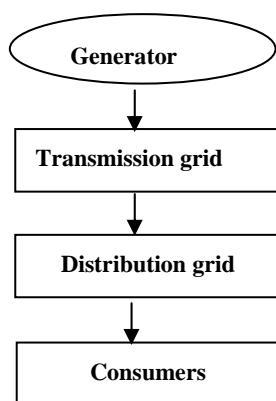 Generator
Transmission grid
Distribution grid
Consumers